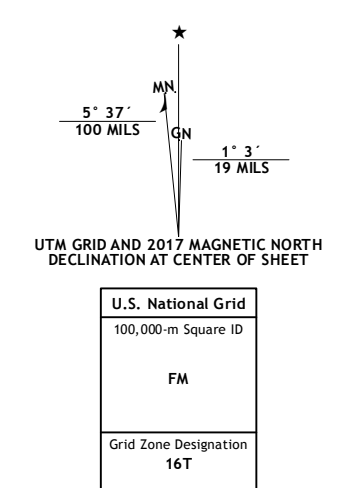 ★
MN
5° 37´
100 MILS
GN
1° 3´
19 MILS
UTM GRID AND 2017 MAGNETIC NORTH
DECLINATION AT CENTER OF SHEET
U.S. National Grid
100,000-m Square ID
FM
Grid Zone Designation
16T